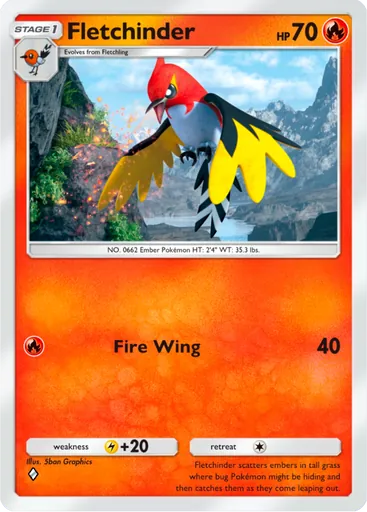 STAGE 1
Fletchinder
HP 70
Evolves from Fletchling
NO. 0662 Ember Pokémon HT: 2'4" WT: 35.3 lbs.
Fire Wing 40
weakness +20 retreat
Illus. 5ban Graphics
Fletchinder scatters embers in tall grass
where bug Pokémon might be hiding and
then catches them as they come leaping out.